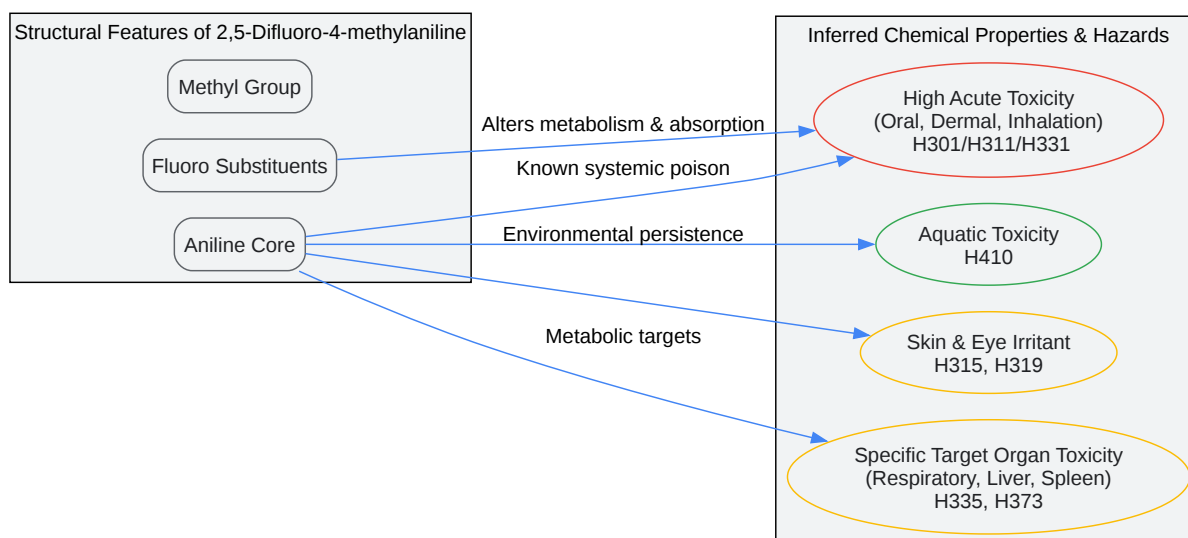 Structural Features of 2,5-Difluoro-4-methylaniline
Methyl Group
Fluoro Substituents
Aniline Core
Alters metabolism & absorption
Known systemic poison
Environmental persistence
Metabolic targets
Inferred Chemical Properties & Hazards
High Acute Toxicity
(Oral, Dermal, Inhalation)
H301/H311/H331
Aquatic Toxicity
H410
Skin & Eye Irritant
H315, H319
Specific Target Organ Toxicity
(Respiratory, Liver, Spleen)
H335, H373